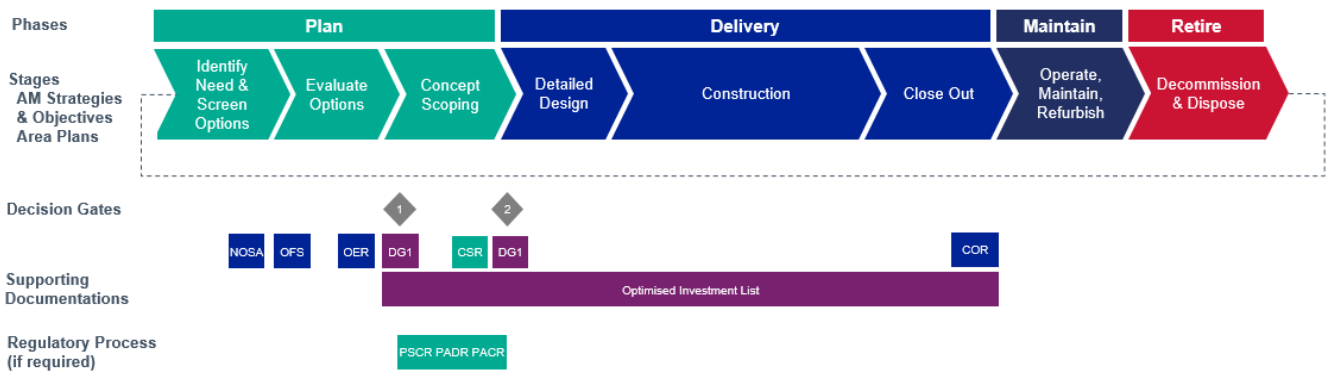 Phases
Plan
Delivery
Maintain
Retire
Stages
AM Strategies
& Objectives
Area Plans
Identify
Need &
Screen
Options
Evaluate
Options
Concept
Scoping
Detailed
Design
Construction
Close Out
Operate,
Maintain,
Refurbish
Decommission
& Dispose
Decision Gates
1
2
NOSA
OFS
OER
DG1
CSR
DG1
COR
Supporting
Documentations
Optimised Investment List
Regulatory Process
(if required)
PSCR PADR PACR